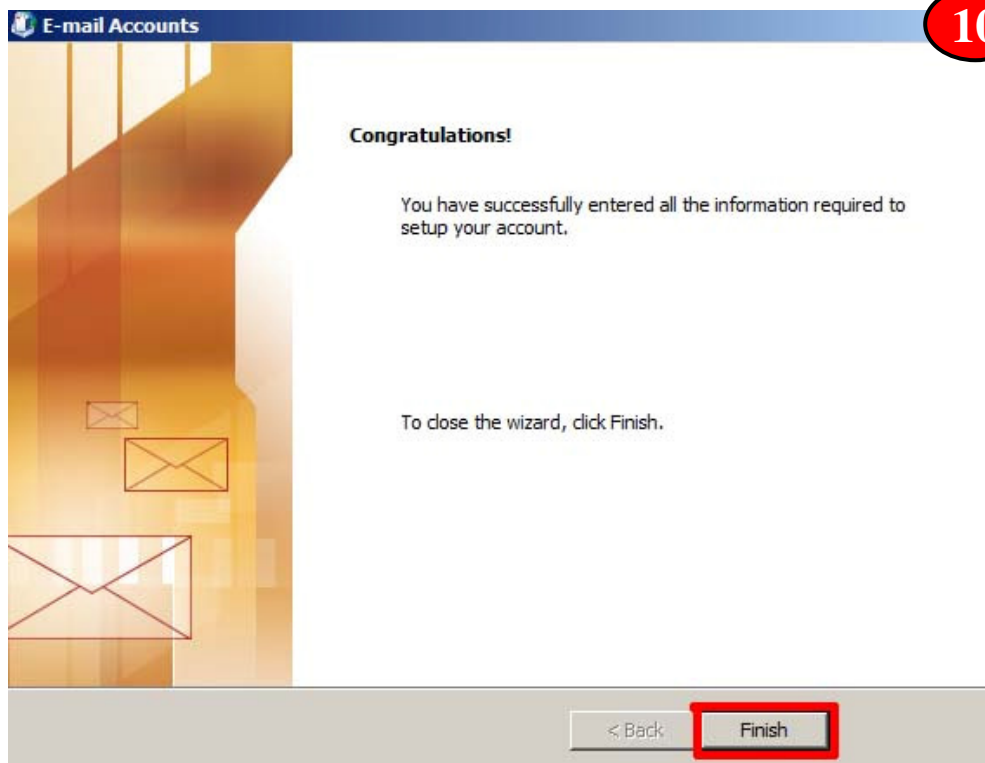 E-mail Accounts
10
Congratulations!
You have successfully entered all the information required to
setup your account.
To close the wizard, click Finish.
< Back
Finish